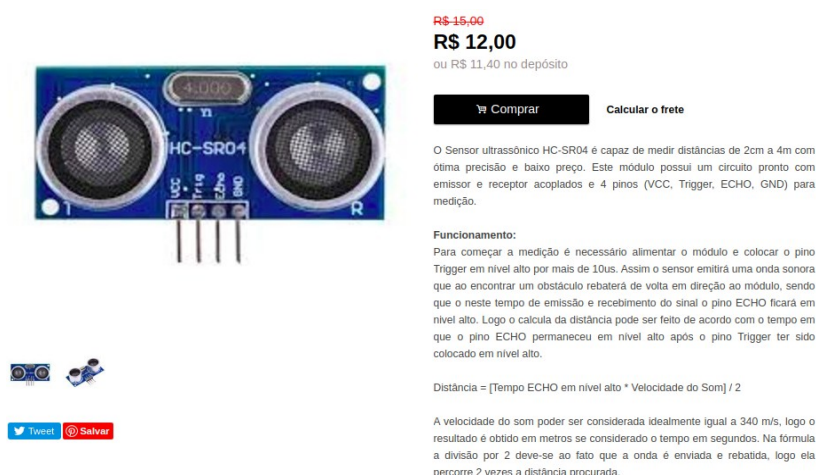 R$ 15,00
R$ 12,00
ou R$ 11,40 no depósito
Comprar
Calcular o frete
4.000
Y1
HC-SR04
VCC
Trig
Echo
GND
T
R
O Sensor ultrassônico HC-SR04 é capaz de medir distâncias de 2cm a 4m com
ótima precisão e baixo preço. Este módulo possui um circuito pronto com
emissor e receptor acoplados e 4 pinos (VCC, Trigger, ECHO, GND) para
medição.
Funcionamento:
Para começar a medição é necessário alimentar o módulo e colocar o pino
Trigger em nível alto por mais de 10us. Assim o sensor emitirá uma onda sonora
que ao encontrar um obstáculo rebaterá de volta em direção ao módulo, sendo
que o neste tempo de emissão e recebimento do sinal o pino ECHO ficará em
nivel alto. Logo o calcula da distância pode ser feito de acordo com o tempo em
que o pino ECHO permaneceu em nível alto após o pino Trigger ter sido
colocado em nível alto.
Distância = [Tempo ECHO em nível alto * Velocidade do Som] / 2
A velocidade do som poder ser considerada idealmente igual a 340 m/s, logo o
resultado é obtido em metros se considerado o tempo em segundos. Na fórmula
a divisão por 2 deve-se ao fato que a onda é enviada e rebatida, logo ela
percorre 2 vezes a distância procurada.
Tweet
Salvar